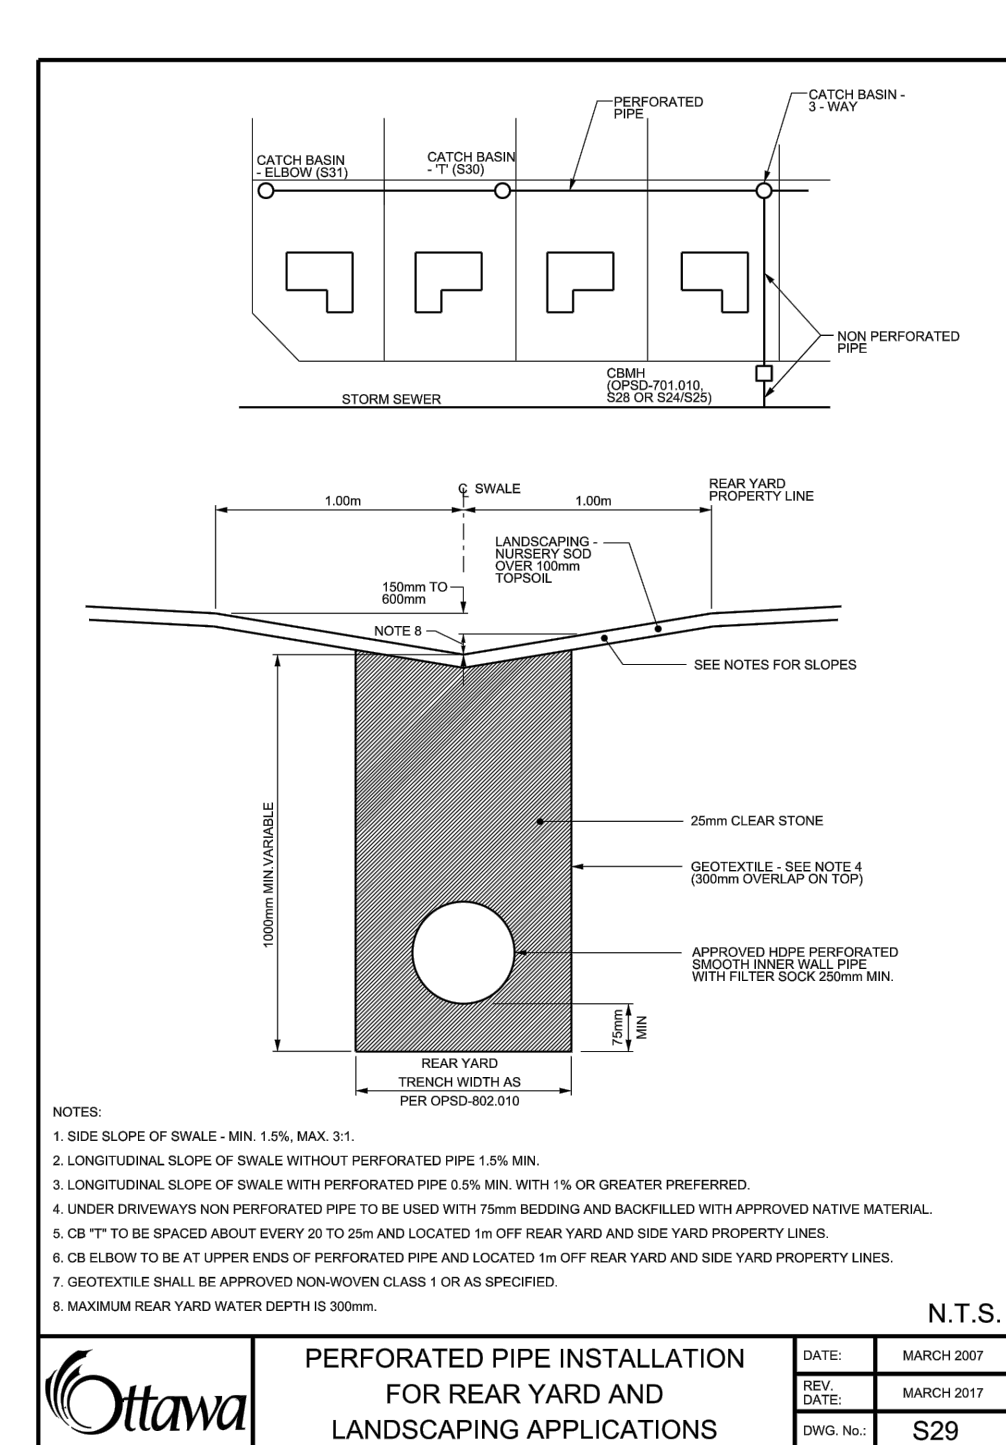 PERFORATED
PIPE
CATCH BASIN -
3 - WAY
CATCH BASIN
- ELBOW (S31)
CATCH BASIN
- 'T' (S30)
NON PERFORATED
PIPE
CBMH
(OPSD-701.010,
S28 OR S24/S25)
STORM SEWER
℄ SWALE
1.00m
1.00m
REAR YARD
PROPERTY LINE
LANDSCAPING -
NURSERY SOD
OVER 100mm
TOPSOIL
150mm TO
600mm
NOTE 8
SEE NOTES FOR SLOPES
1000mm MIN.VARIABLE
25mm CLEAR STONE
GEOTEXTILE - SEE NOTE 4
(300mm OVERLAP ON TOP)
APPROVED HDPE PERFORATED
SMOOTH INNER WALL PIPE
WITH FILTER SOCK 250mm MIN.
75mm
MIN
REAR YARD
TRENCH WIDTH AS
PER OPSD-802.010
NOTES:
1. SIDE SLOPE OF SWALE - MIN. 1.5%, MAX. 3:1.
2. LONGITUDINAL SLOPE OF SWALE WITHOUT PERFORATED PIPE 1.5% MIN.
3. LONGITUDINAL SLOPE OF SWALE WITH PERFORATED PIPE 0.5% MIN. WITH 1% OR GREATER PREFERRED.
4. UNDER DRIVEWAYS NON PERFORATED PIPE TO BE USED WITH 75mm BEDDING AND BACKFILLED WITH APPROVED NATIVE MATERIAL.
5. CB "T" TO BE SPACED ABOUT EVERY 20 TO 25m AND LOCATED 1m OFF REAR YARD AND SIDE YARD PROPERTY LINES.
6. CB ELBOW TO BE AT UPPER ENDS OF PERFORATED PIPE AND LOCATED 1m OFF REAR YARD AND SIDE YARD PROPERTY LINES.
7. GEOTEXTILE SHALL BE APPROVED NON-WOVEN CLASS 1 OR AS SPECIFIED.
8. MAXIMUM REAR YARD WATER DEPTH IS 300mm.
N.T.S.
Ottawa
PERFORATED PIPE INSTALLATION
FOR REAR YARD AND
LANDSCAPING APPLICATIONS
DATE: MARCH 2007
REV.
DATE: MARCH 2017
DWG. No.: S29